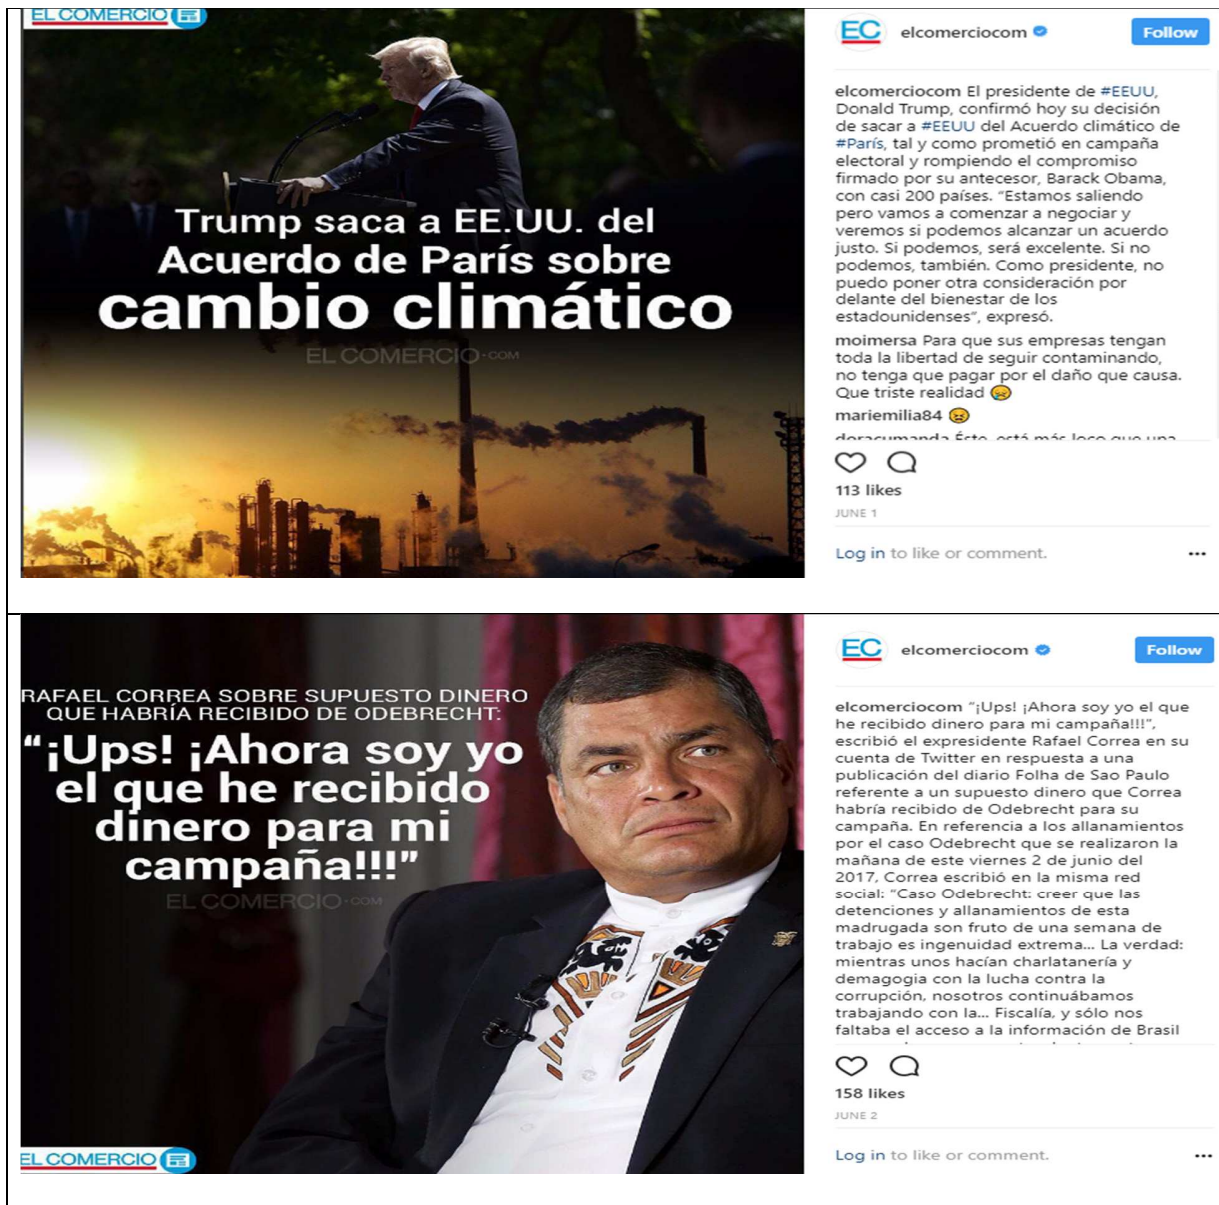 EL COMERCIO
Trump saca a EE.UU. del
Acuerdo de París sobre
cambio climático
EL COMERCIO.COM
EC elcomerciocom Follow
elcomerciocom El presidente de #EEUU,
Donald Trump, confirmó hoy su decisión
de sacar a #EEUU del Acuerdo climático de
#París, tal y como prometió en campaña
electoral y rompiendo el compromiso
firmado por su antecesor, Barack Obama,
con casi 200 países. “Estamos saliendo
pero vamos a comenzar a negociar y
veremos si podemos alcanzar un acuerdo
justo. Si podemos, será excelente. Si no
podemos, también. Como presidente, no
puedo poner otra consideración por
delante del bienestar de los
estadounidenses”, expresó.
moimersa Para que sus empresas tengan
toda la libertad de seguir contaminando,
no tenga que pagar por el daño que causa.
Que triste realidad 😢
mariemilia84 😣
doracumanda Éste, está más loco que una
113 likes
JUNE 1
Log in to like or comment.
RAFAEL CORREA SOBRE SUPUESTO DINERO
QUE HABRÍA RECIBIDO DE ODEBRECHT:
“¡Ups! ¡Ahora soy yo
el que he recibido
dinero para mi
campaña!!!”
EL COMERCIO.COM
EL COMERCIO
EC elcomerciocom Follow
elcomerciocom “¡Ups! ¡Ahora soy yo el que
he recibido dinero para mi campaña!!!”,
escribió el expresidente Rafael Correa en su
cuenta de Twitter en respuesta a una
publicación del diario Folha de Sao Paulo
referente a un supuesto dinero que Correa
habría recibido de Odebrecht para su
campaña. En referencia a los allanamientos
por el caso Odebrecht que se realizaron la
mañana de este viernes 2 de junio del
2017, Correa escribió en la misma red
social: “Caso Odebrecht: creer que las
detenciones y allanamientos de esta
madrugada son fruto de una semana de
trabajo es ingenuidad extrema... La verdad:
mientras unos hacían charlatanería y
demagogia con la lucha contra la
corrupción, nosotros continuábamos
trabajando con la... Fiscalía, y sólo nos
faltaba el acceso a la información de Brasil
158 likes
JUNE 2
Log in to like or comment.